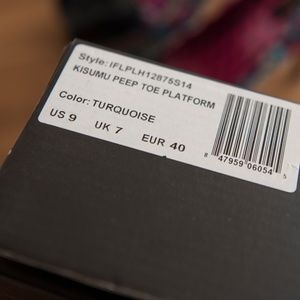 Style: IFLPLH12875S14
KISUMU PEEP TOE PLATFORM
Color: TURQUOISE
US 9 UK 7 EUR 40
8 47959 06054 5